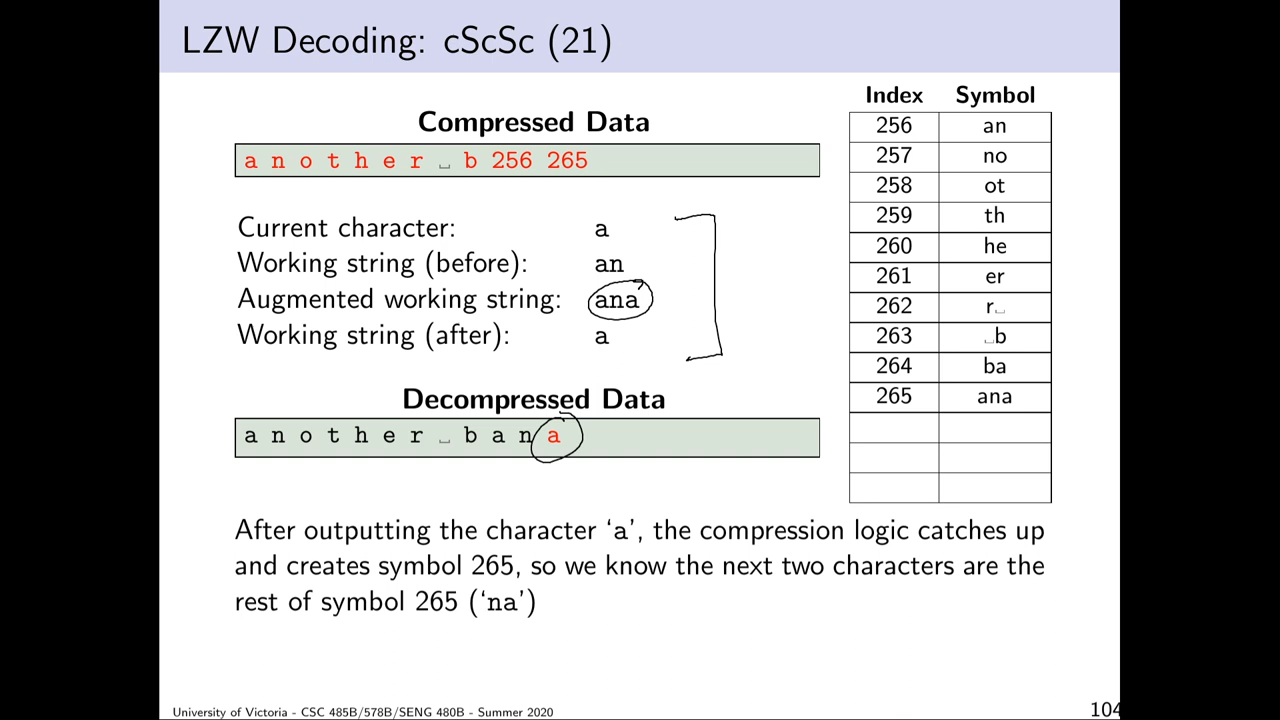 LZW Decoding: cScSc (21)
Compressed Data
a n o t h e r ␣ b 256 265
Current character: a
Working string (before): an
Augmented working string: ana
Working string (after): a
Decompressed Data
a n o t h e r ␣ b a n a
After outputting the character ‘a’, the compression logic catches up
and creates symbol 265, so we know the next two characters are the
rest of symbol 265 (‘na’)
Index Symbol
256 an
257 no
258 ot
259 th
260 he
261 er
262 r␣
263 ␣b
264 ba
265 ana
University of Victoria - CSC 485B/578B/SENG 480B - Summer 2020
104